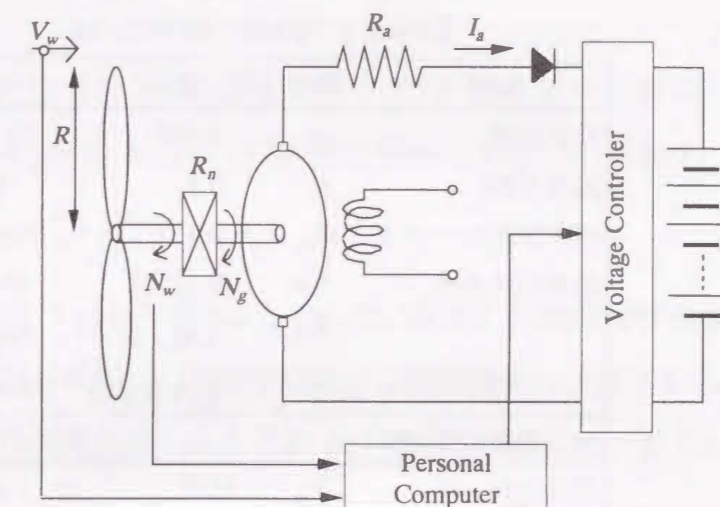 V_w
R_a
I_a
R
R_n
N_w
N_g
Voltage Controler
Personal
Computer